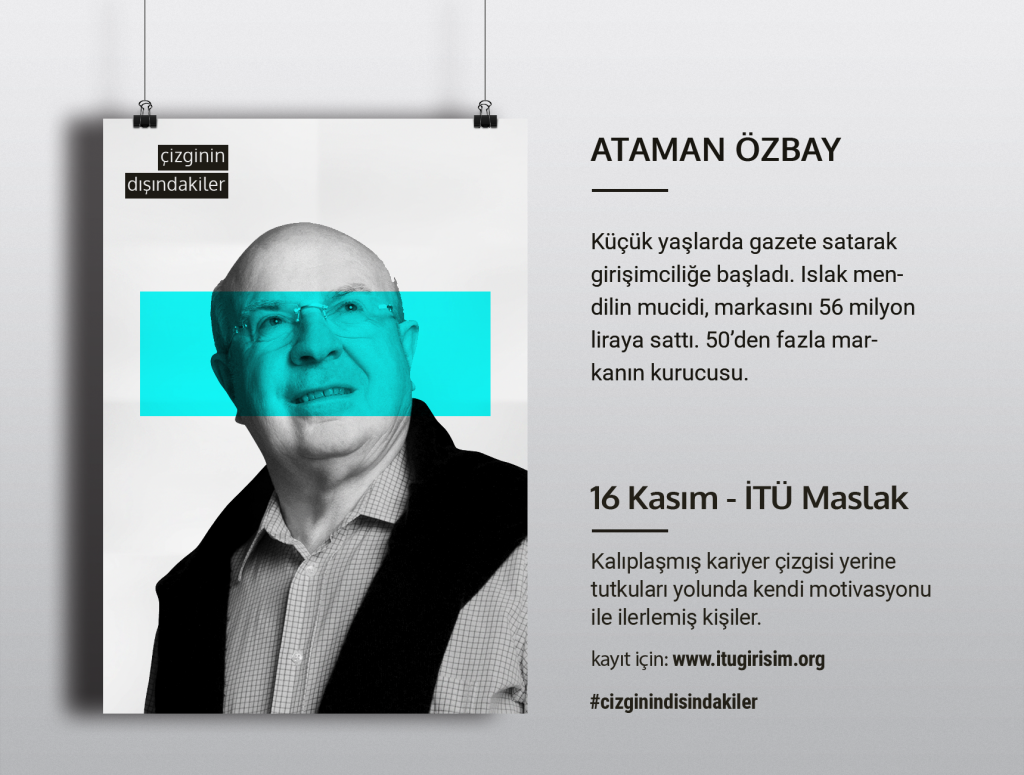 çizginin
dışındakiler
ATAMAN ÖZBAY
Küçük yaşlarda gazete satarak
girişimciliğe başladı. Islak men-
dilin mucidi, markasını 56 milyon
liraya sattı. 50’den fazla mar-
kanın kurucusu.
16 Kasım - İTÜ Maslak
Kalıplaşmış kariyer çizgisi yerine
tutkuları yolunda kendi motivasyonu
ile ilerlemiş kişiler.
kayıt için: www.itugirisim.org
#cizginindisindakiler